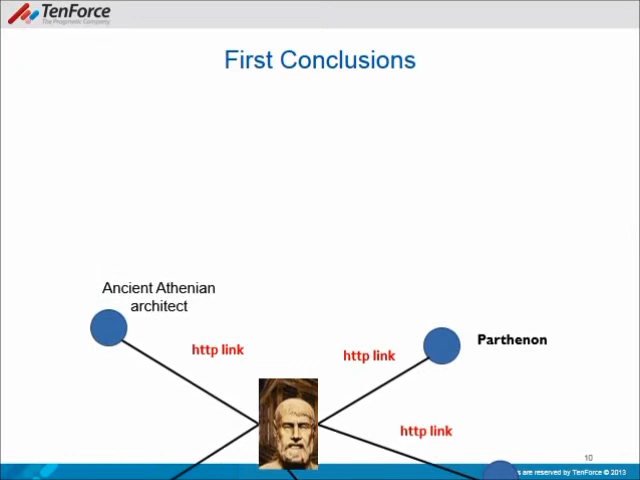 TenForce
The Pragmatic Company
First Conclusions
Ancient Athenian
architect
http link
http link
Parthenon
http link
10
s are reserved by TenForce © 2013